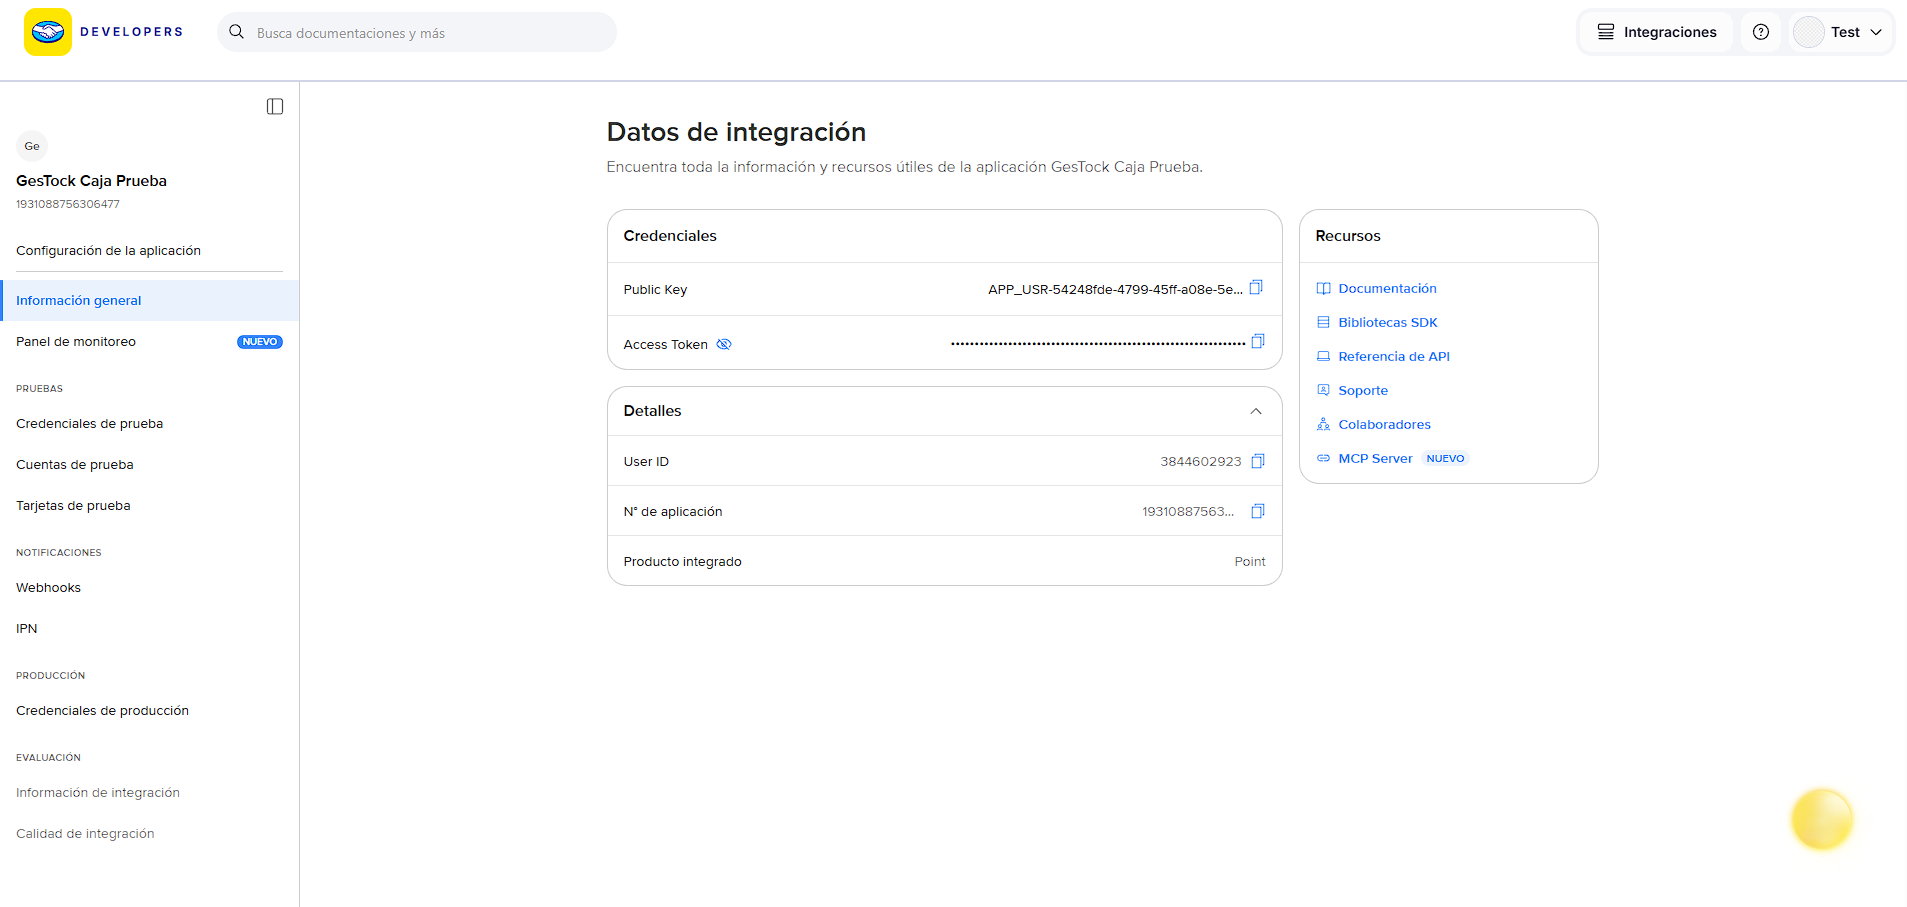 DEVELOPERS
Busca documentaciones y más
Integraciones
Test
Ge
GesTock Caja Prueba
1931088756306477
Configuración de la aplicación
Información general
Panel de monitoreo NUEVO
PRUEBAS
Credenciales de prueba
Cuentas de prueba
Tarjetas de prueba
NOTIFICACIONES
Webhooks
IPN
PRODUCCIÓN
Credenciales de producción
EVALUACIÓN
Información de integración
Calidad de integración
Datos de integración
Encuentra toda la información y recursos útiles de la aplicación GesTock Caja Prueba.
Credenciales
Public Key APP_USR-54248fde-4799-45ff-a08e-5e...
Access Token
Detalles
User ID 3844602923
N° de aplicación 19310887563...
Producto integrado Point
Recursos
Documentación
Bibliotecas SDK
Referencia de API
Soporte
Colaboradores
MCP Server NUEVO